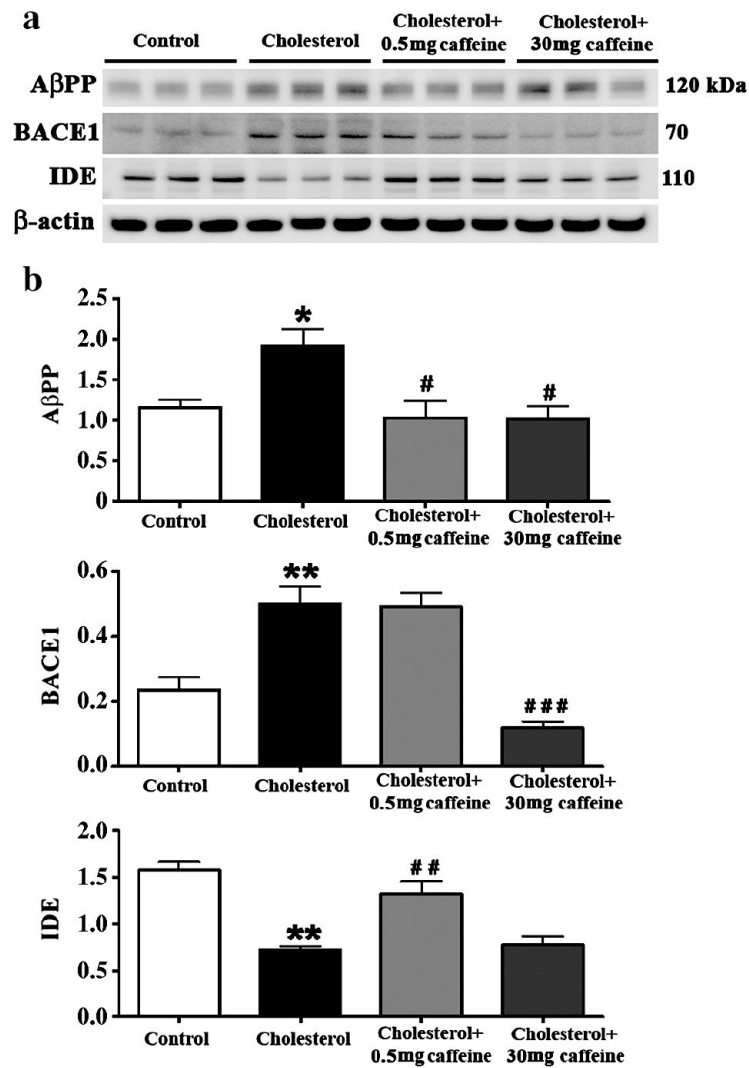 a
Control Cholesterol Cholesterol+ 0.5mg caffeine Cholesterol+ 30mg caffeine
AβPP 120 kDa
BACE1 70
IDE 110
β-actin
b
AβPP
2.5
2.0
1.5
1.0
0.5
0
*
#
#
Control Cholesterol Cholesterol+ 0.5mg caffeine Cholesterol+ 30mg caffeine
BACE1
0.6
0.4
0.2
0.0
**
###
Control Cholesterol Cholesterol+ 0.5mg caffeine Cholesterol+ 30mg caffeine
IDE
2.0
1.5
1.0
0.5
0.0
**
##
Control Cholesterol Cholesterol+ 0.5mg caffeine Cholesterol+ 30mg caffeine